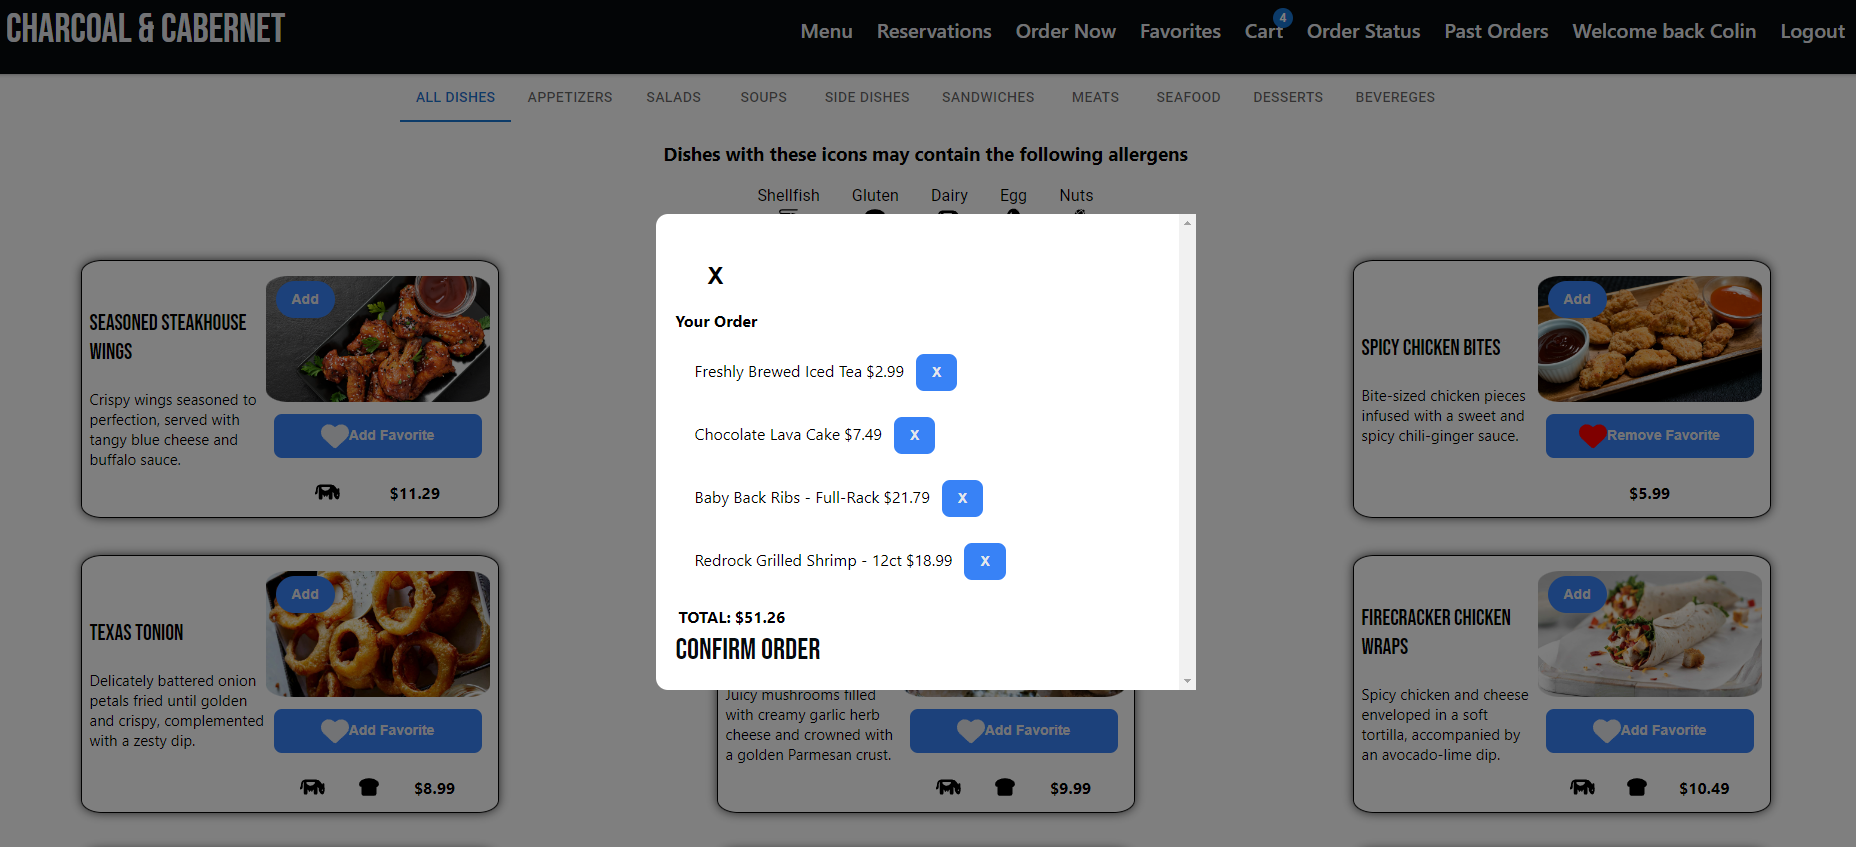 CHARCOAL & CABERNET
Menu Reservations Order Now Favorites Cart 4 Order Status Past Orders Welcome back Colin Logout
ALL DISHES APPETIZERS SALADS SOUPS SIDE DISHES SANDWICHES MEATS SEAFOOD DESSERTS BEVEREGES
Dishes with these icons may contain the following allergens
Shellfish Gluten Dairy Egg Nuts
X
Your Order
Freshly Brewed Iced Tea $2.99 X
Chocolate Lava Cake $7.49 X
Baby Back Ribs - Full-Rack $21.79 X
Redrock Grilled Shrimp - 12ct $18.99 X
TOTAL: $51.26
CONFIRM ORDER
SEASONED STEAKHOUSE
WINGS
Crispy wings seasoned to
perfection, served with
tangy blue cheese and
buffalo sauce.
Add
Add Favorite
$11.29
SPICY CHICKEN BITES
Bite-sized chicken pieces
infused with a sweet and
spicy chili-ginger sauce.
Add
Remove Favorite
$5.99
TEXAS TONION
Delicately battered onion
petals fried until golden
and crispy, complemented
with a zesty dip.
Add
Add Favorite
$8.99
Juicy mushrooms filled
with creamy garlic herb
cheese and crowned with
a golden Parmesan crust.
Add Favorite
$9.99
FIRECRACKER CHICKEN
WRAPS
Spicy chicken and cheese
enveloped in a soft
tortilla, accompanied by
an avocado-lime dip.
Add
Add Favorite
$10.49